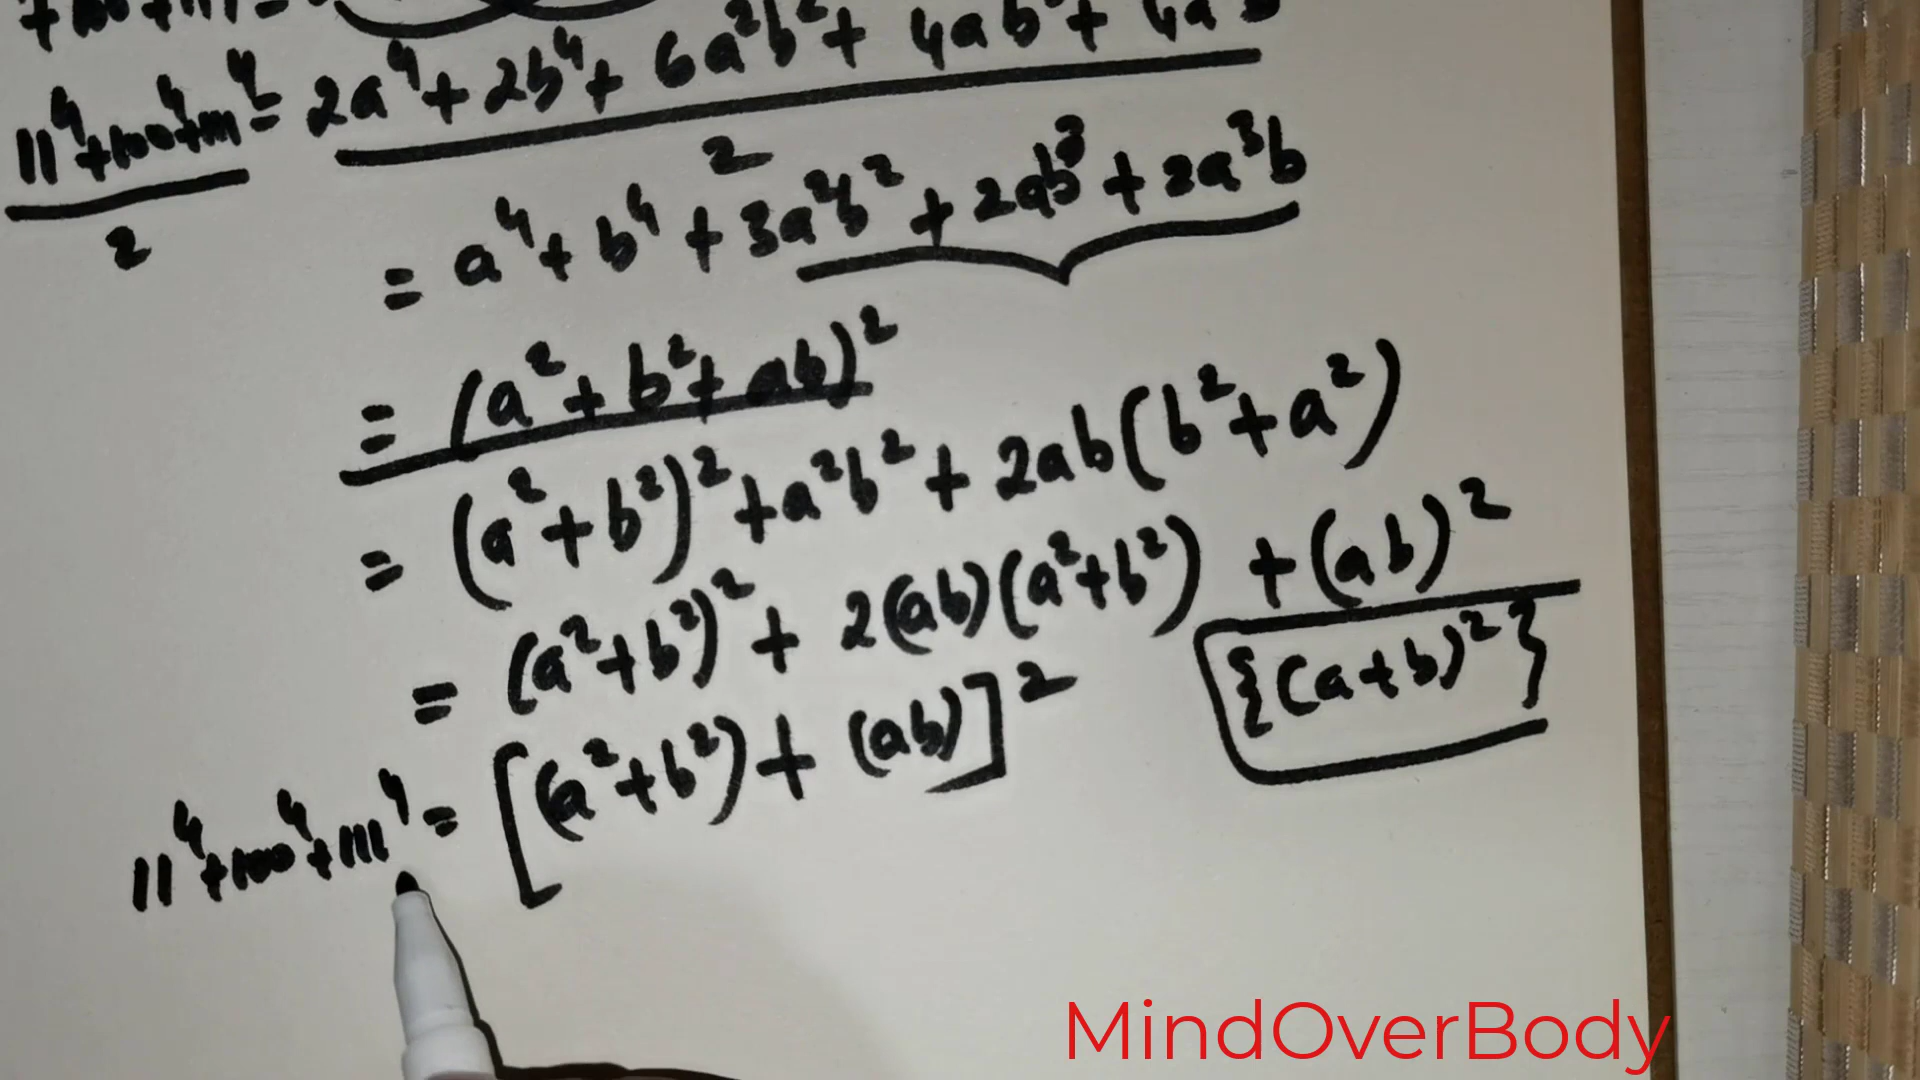 11⁴+100⁴+111⁴ = 2a⁴+2b⁴+6a²b²+
2 2
= a⁴+b⁴+3a²b²+2ab³+2a³b
= (a²+b²+ab)²
= (a²+b²)²+a²b²+2ab(b²+a²)
= (a²+b²)²+2(ab)(a²+b²)+(ab)²
{(a+b)²}
11⁴+100⁴+111⁴ = [(a²+b²)+(ab)]²
MindOverBody